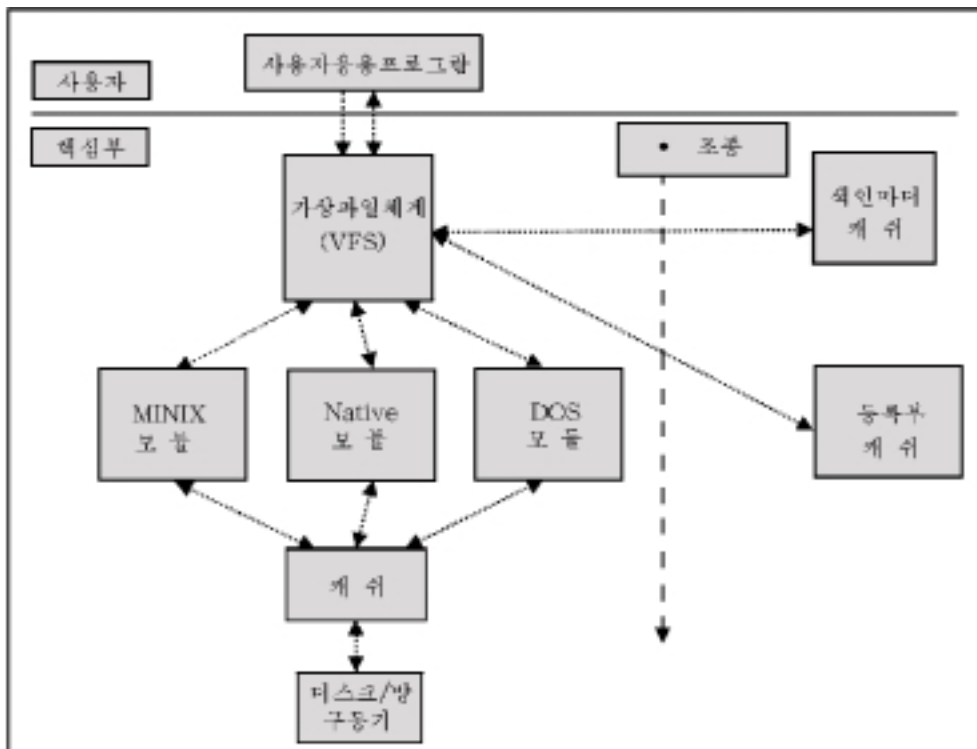 사용자응용프로그람
사용자
핵심부
조종
가상파일체계
(VFS)
색인마디
캐쉬
MINIX
모듈
Native
모듈
DOS
모듈
등록부
캐쉬
캐쉬
디스크/망
구동기